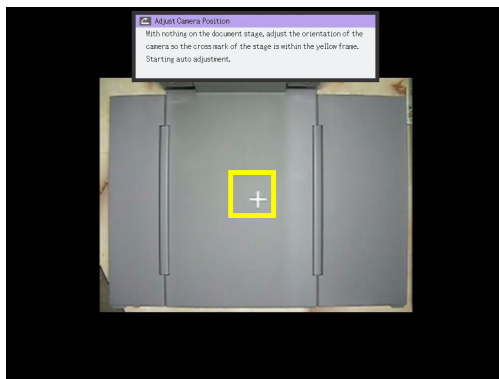 Adjust Camera Position
With nothing on the document stage, adjust the orientation of the
camera so the cross mark of the stage is within the yellow frame.
Starting auto adjustment.